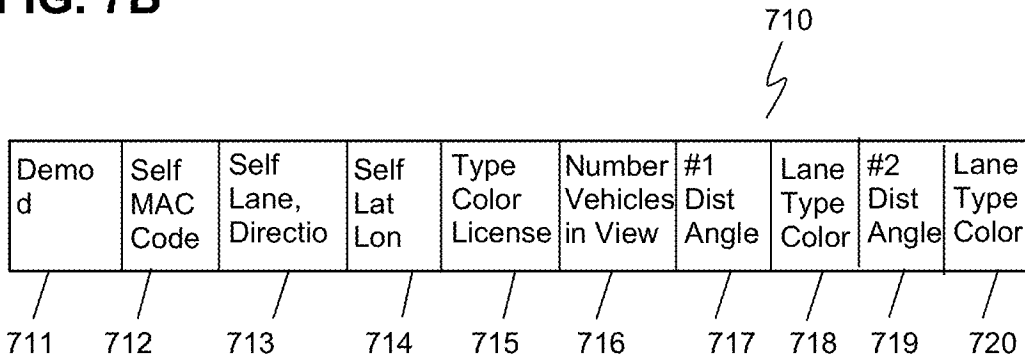 FIG. 7B
710
Demo
d
Self
MAC
Code
Self
Lane,
Directio
Self
Lat
Lon
Type
Color
License
Number
Vehicles
in View
#1
Dist
Angle
Lane
Type
Color
#2
Dist
Angle
Lane
Type
Color
711 712 713 714 715 716 717 718 719 720